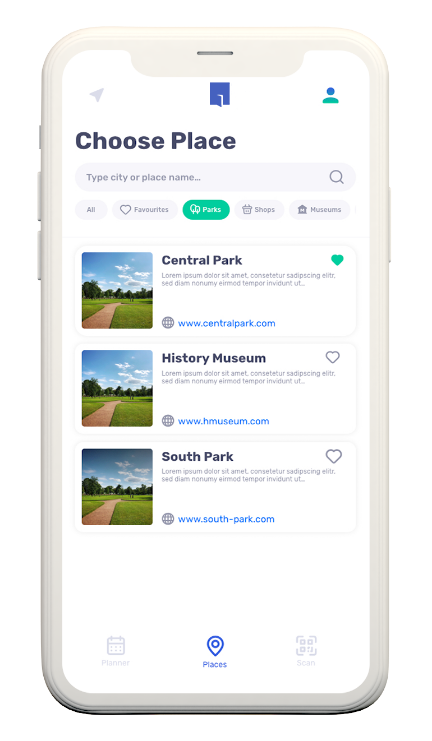 Choose Place
Type city or place name...
All Favourites Parks Shops Museums
Central Park
Lorem ipsum dolor sit amet, consetetur sadipscing elitr,
sed diam nonumy eirmod tempor invidunt ut...
www.centralpark.com
History Museum
Lorem ipsum dolor sit amet, consetetur sadipscing elitr,
sed diam nonumy eirmod tempor invidunt ut...
www.hmuseum.com
South Park
Lorem ipsum dolor sit amet, consetetur sadipscing elitr,
sed diam nonumy eirmod tempor invidunt ut...
www.south-park.com
Planner Places Scan